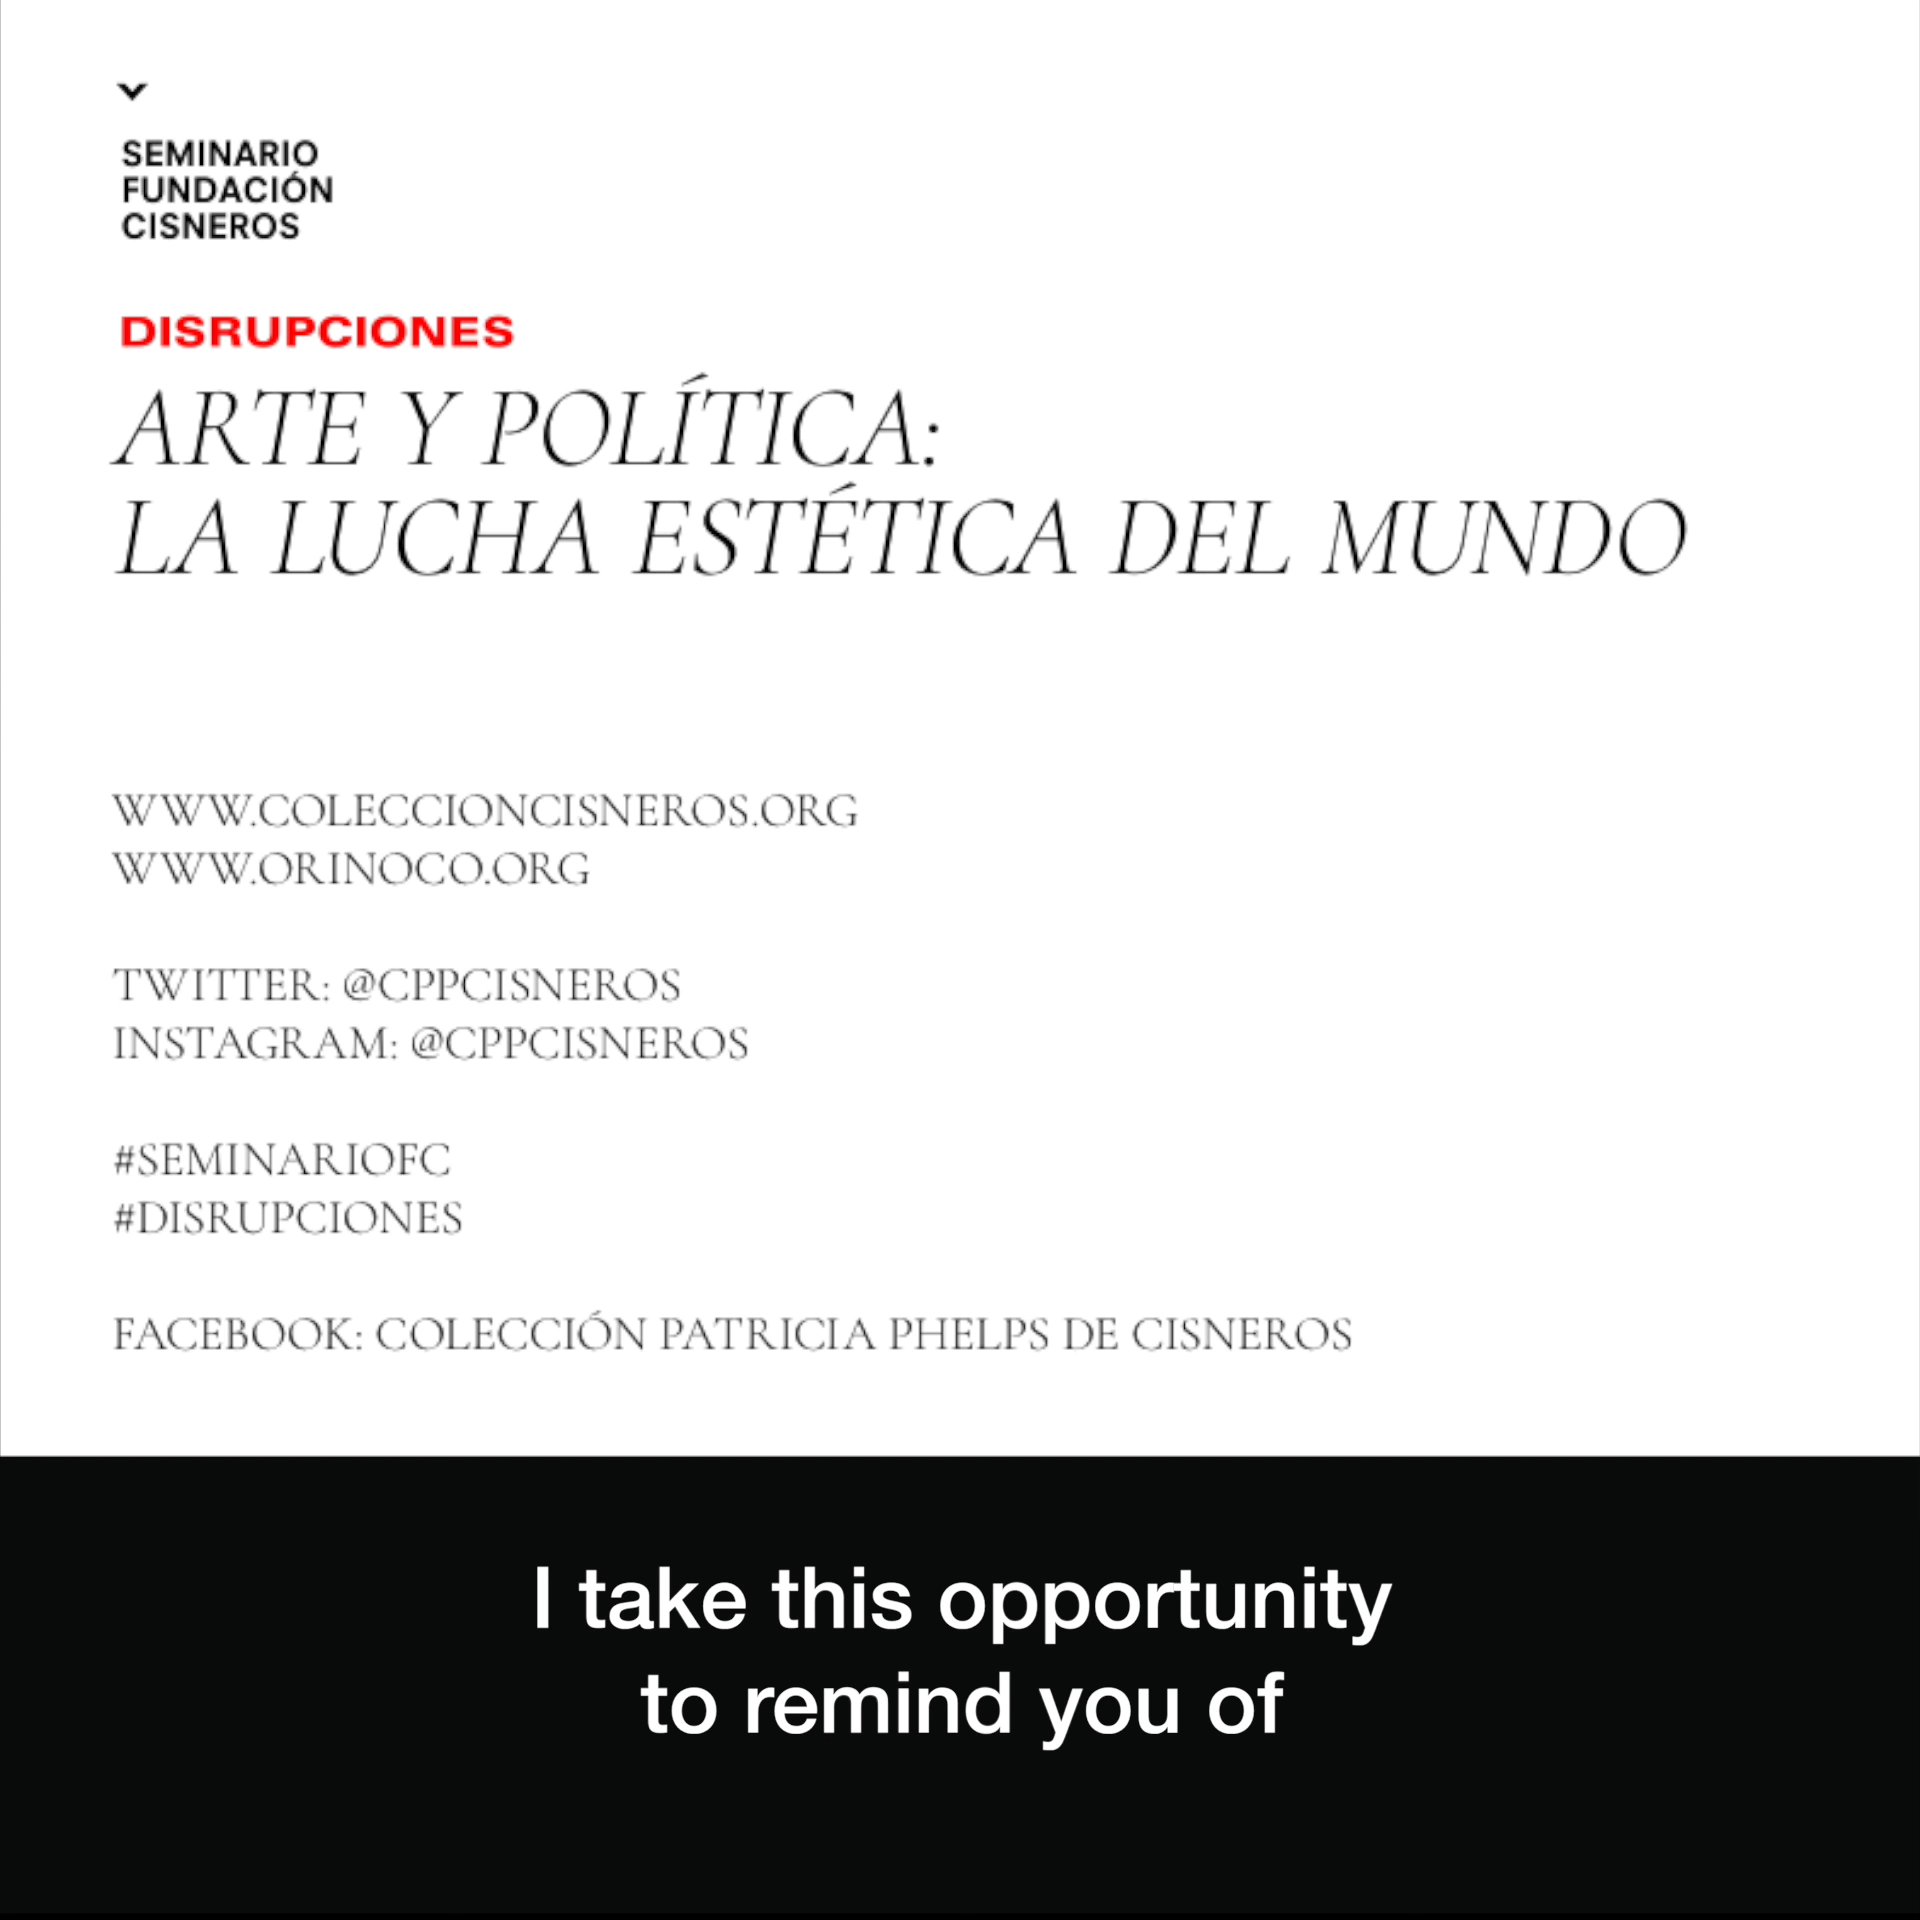 SEMINARIO
FUNDACIÓN
CISNEROS
DISRUPCIONES
ARTE Y POLÍTICA:
LA LUCHA ESTÉTICA DEL MUNDO
WWW.COLECCIONCISNEROS.ORG
WWW.ORINOCO.ORG
TWITTER: @CPPCISNEROS
INSTAGRAM: @CPPCISNEROS
#SEMINARIOFC
#DISRUPCIONES
FACEBOOK: COLECCIÓN PATRICIA PHELPS DE CISNEROS
I take this opportunity
to remind you of